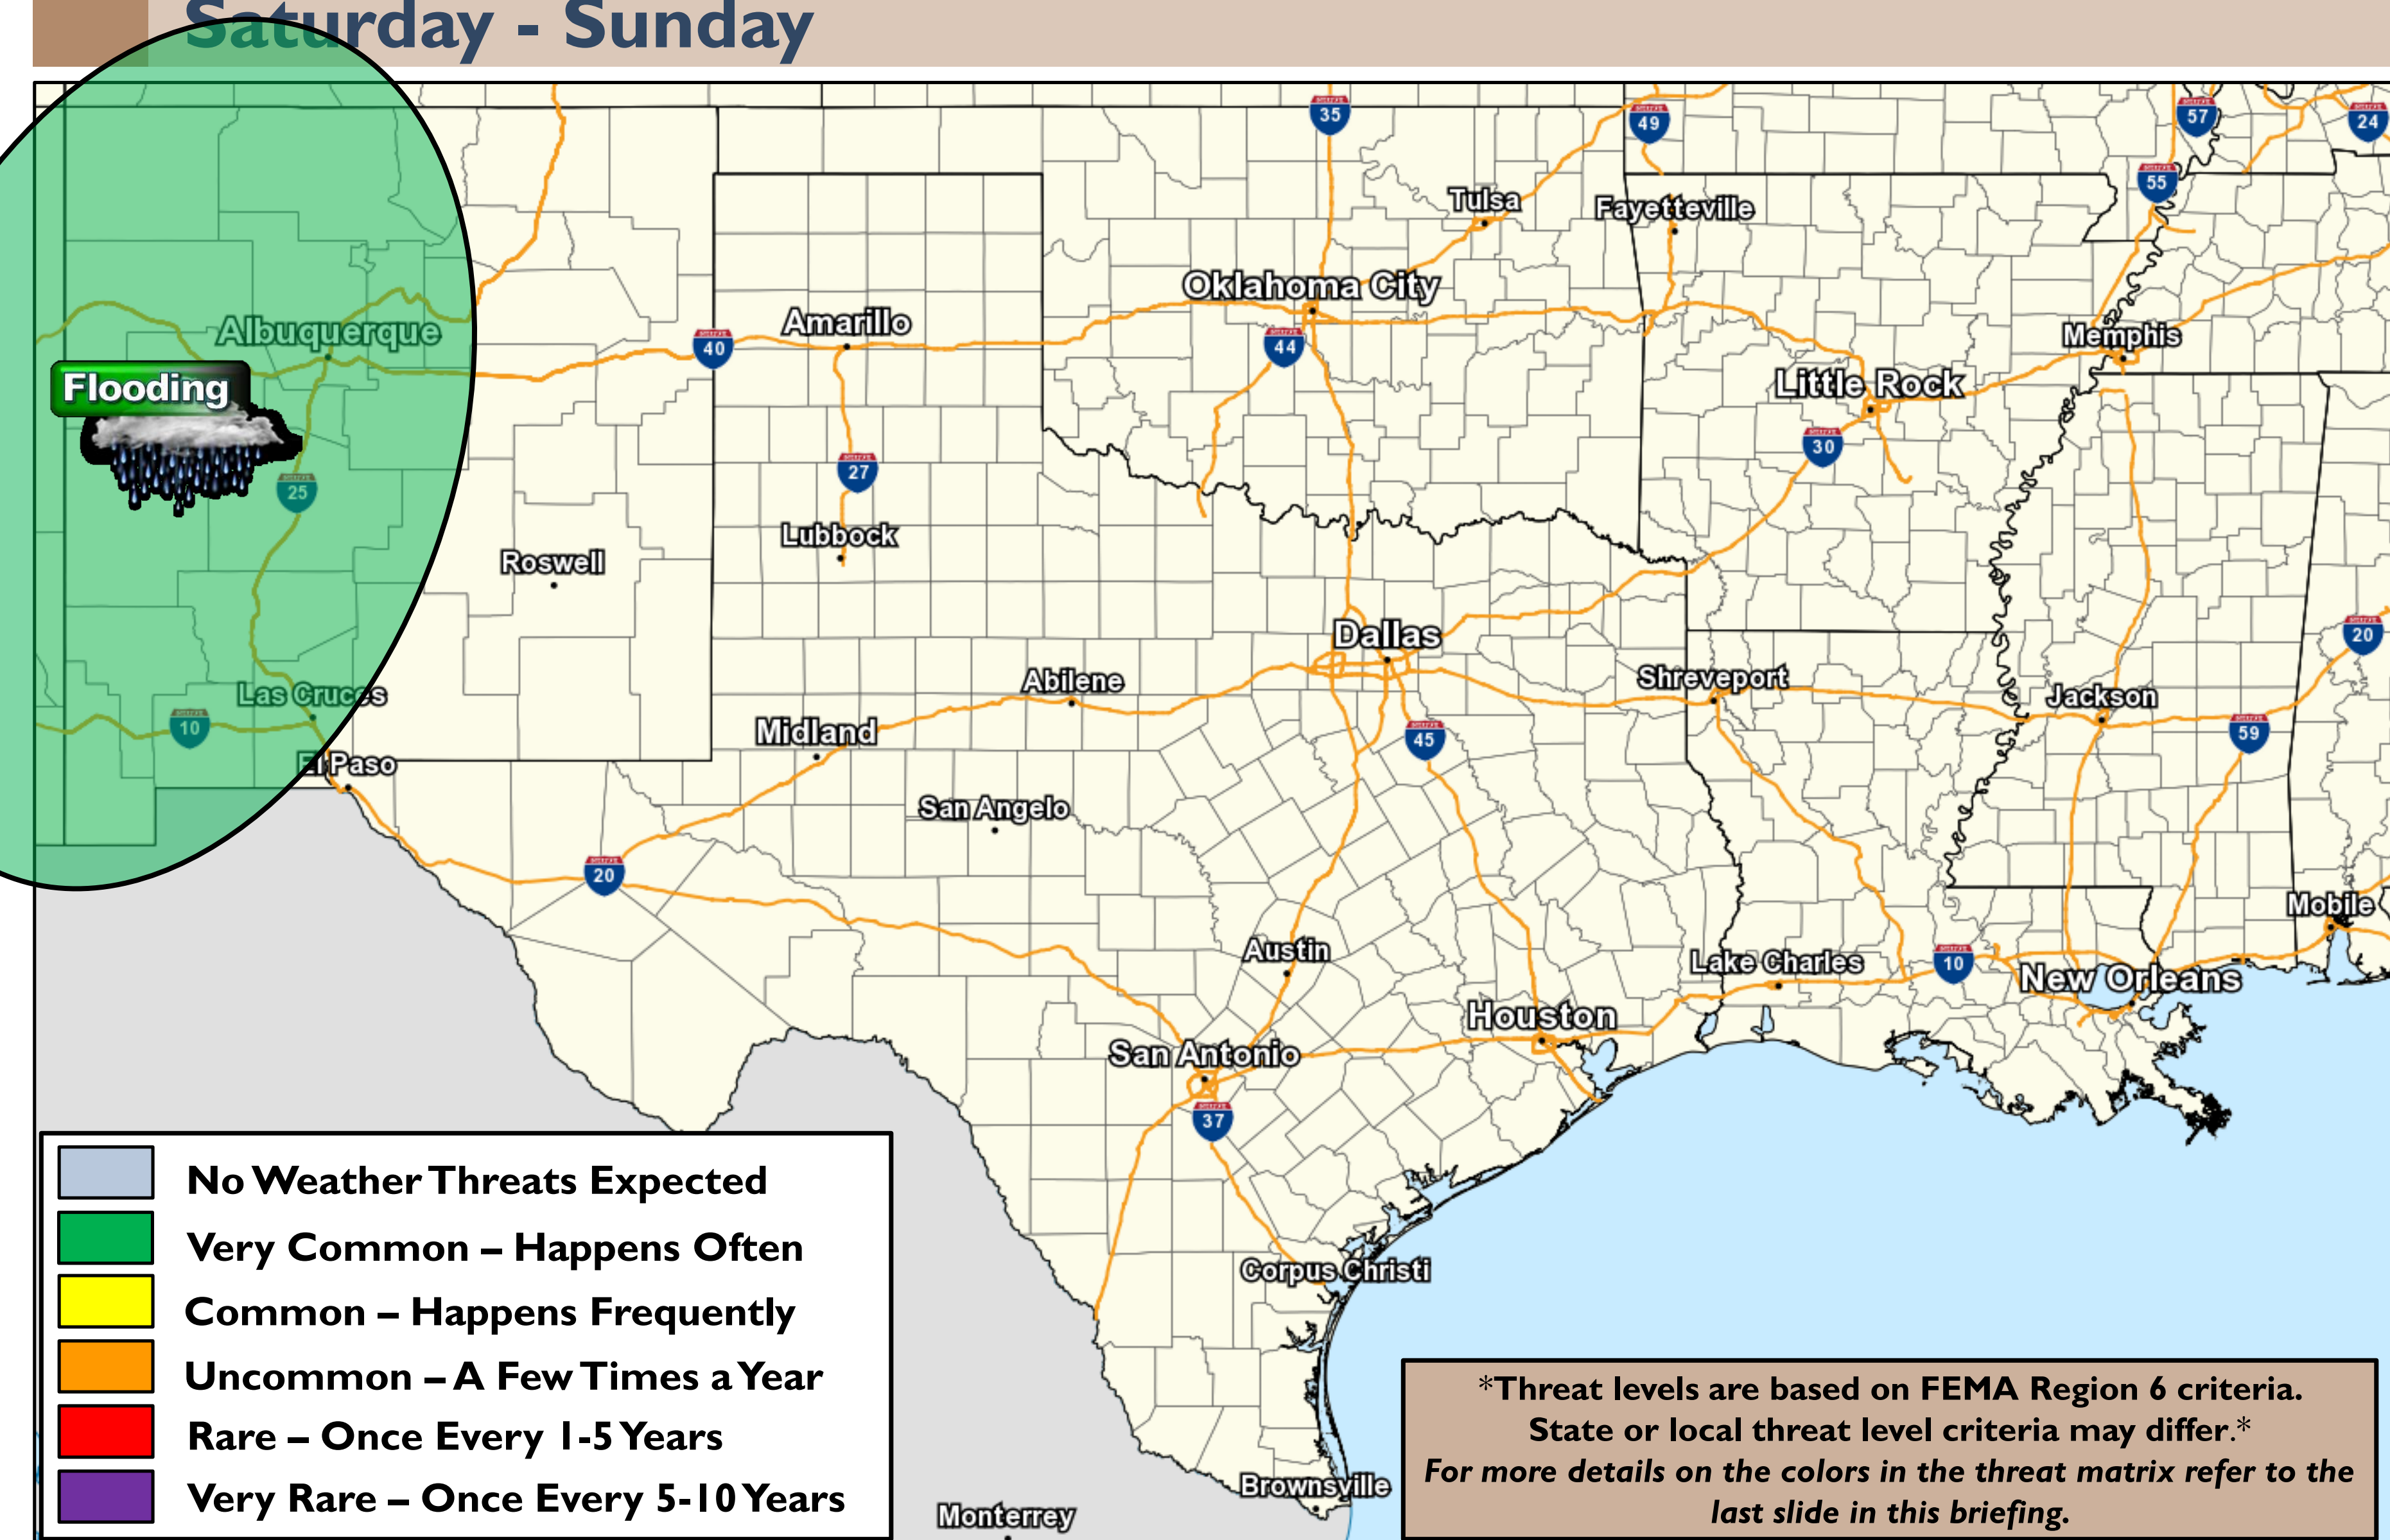 Saturday - Sunday
35
49
57
24
55
Tulsa
Fayetteville
Oklahoma City
Albuquerque
Amarillo
40
44
Memphis
Flooding
Little Rock
30
27
25
Lubbock
Roswell
Dallas
20
Abilene
Shreveport
Las Cruces
Jackson
10
Midland
45
59
El Paso
San Angelo
20
Mobile
Austin
Lake Charles
10
New Orleans
Houston
San Antonio
37
No Weather Threats Expected
Very Common – Happens Often
Corpus Christi
Common – Happens Frequently
Uncommon – A Few Times a Year
Rare – Once Every 1-5 Years
Very Rare – Once Every 5-10 Years
Brownsville
Monterrey
*Threat levels are based on FEMA Region 6 criteria.
State or local threat level criteria may differ.*
For more details on the colors in the threat matrix refer to the
last slide in this briefing.